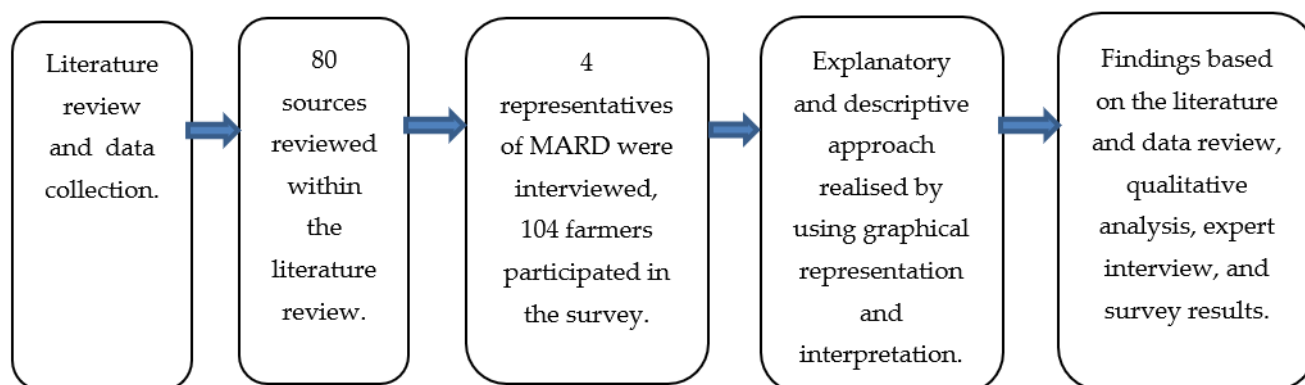 Literature
review
and data
collection.
80
sources
reviewed
within
the
literature
review.
4
representatives
of MARD were
interviewed,
104 farmers
participated in
the survey.
Explanatory
and descriptive
approach
realised by
using graphical
representation
and
interpretation.
Findings based
on the literature
and data review,
qualitative
analysis, expert
interview, and
survey results.